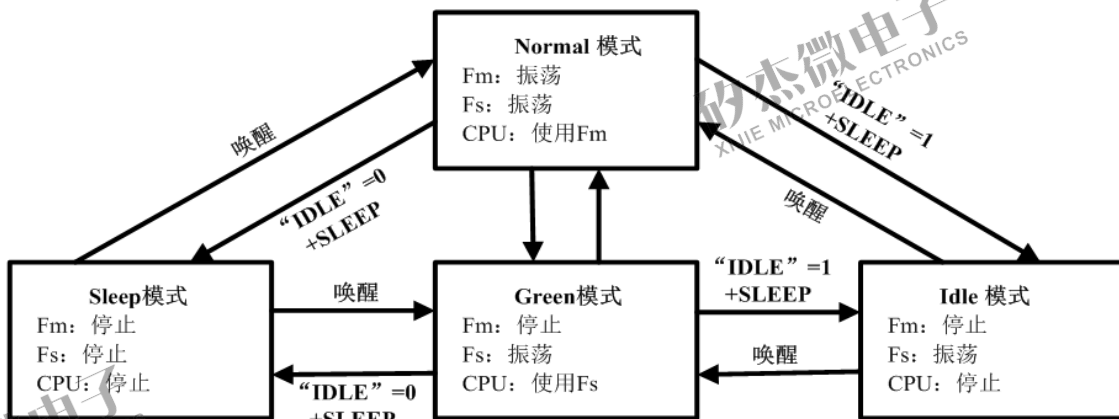 Normal 模式
Fm：振荡
Fs：振荡
CPU：使用Fm
矽杰微电子
XIJIE MICROELECTRONICS
唤醒
“IDLE”=0
+SLEEP
“IDLE”=1
+SLEEP
唤醒
Sleep模式
Fm：停止
Fs：停止
CPU：停止
唤醒
“IDLE”=0
+SLEEP
Green模式
Fm：停止
Fs：振荡
CPU：使用Fs
“IDLE”=1
+SLEEP
唤醒
Idle 模式
Fm：停止
Fs：振荡
CPU：停止
电子